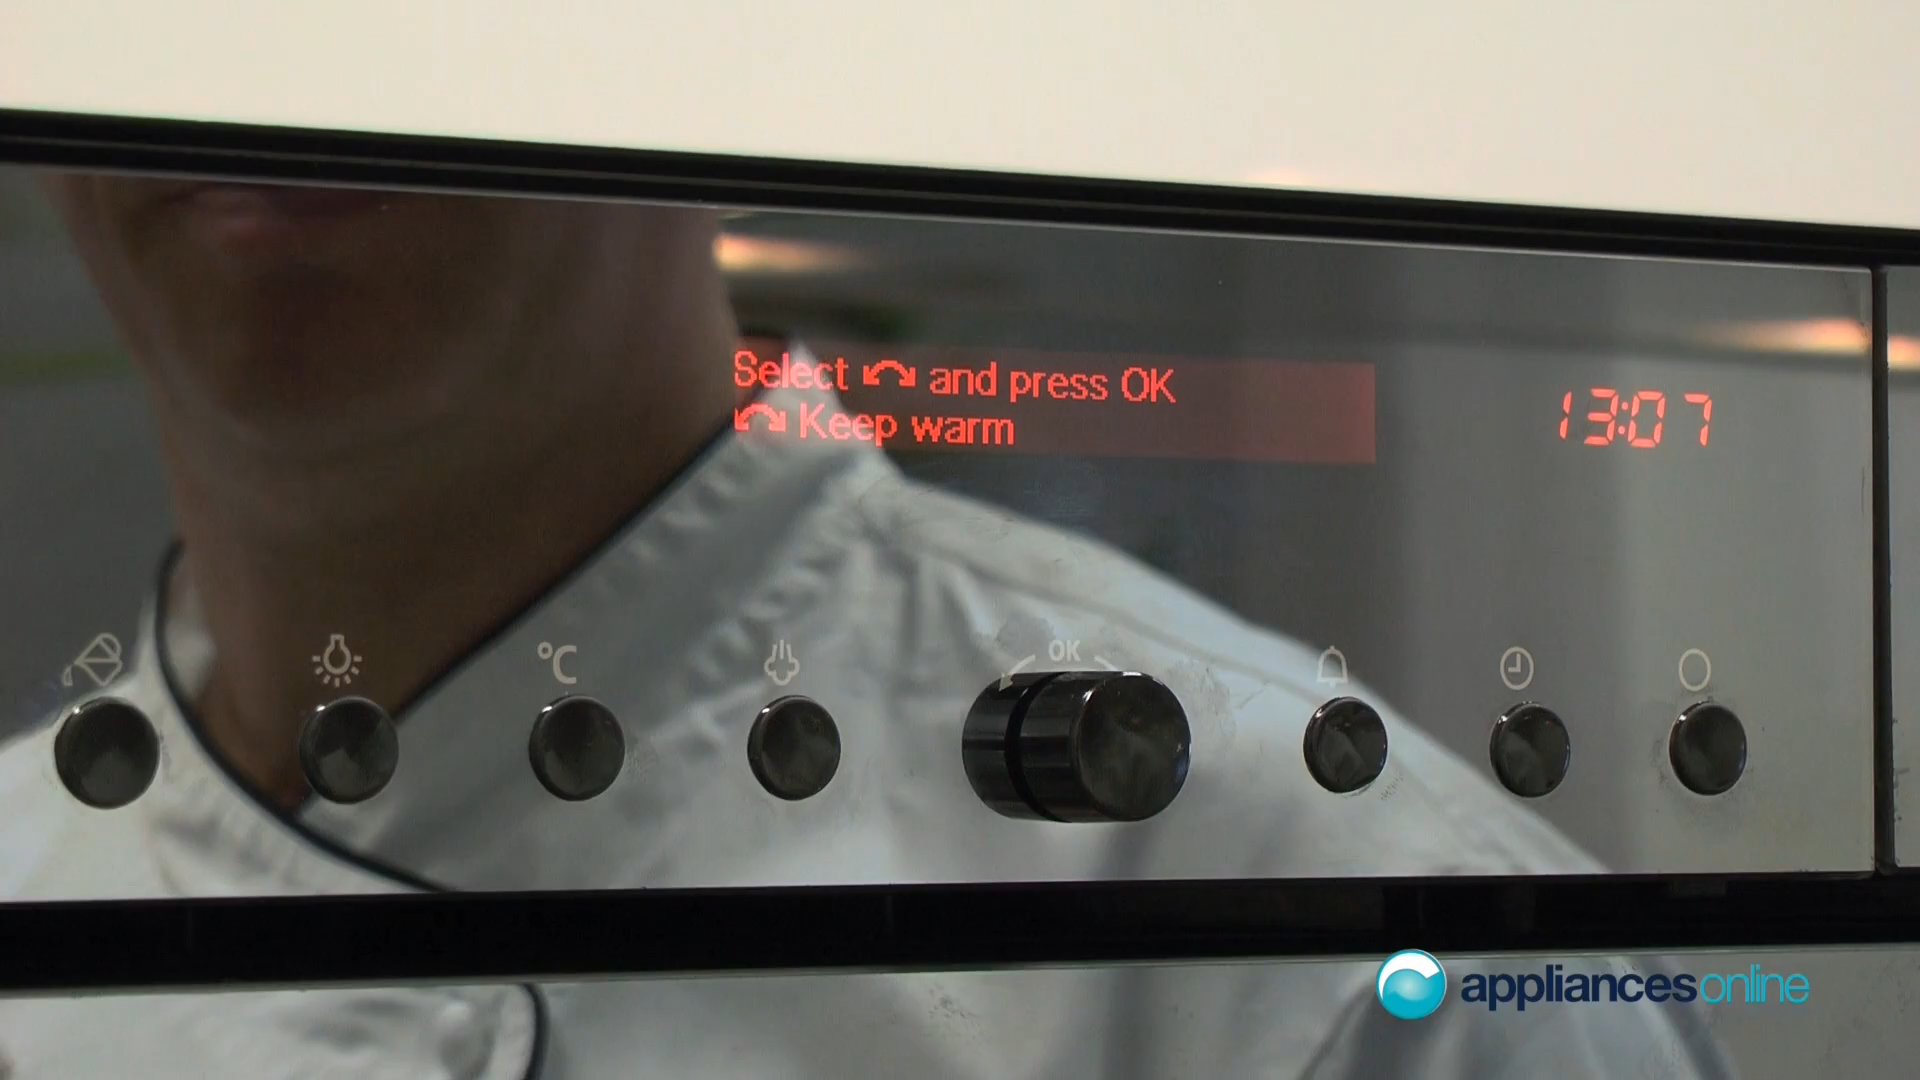 Select and press OK
Keep warm
13:07
°C
OK
appliancesonline